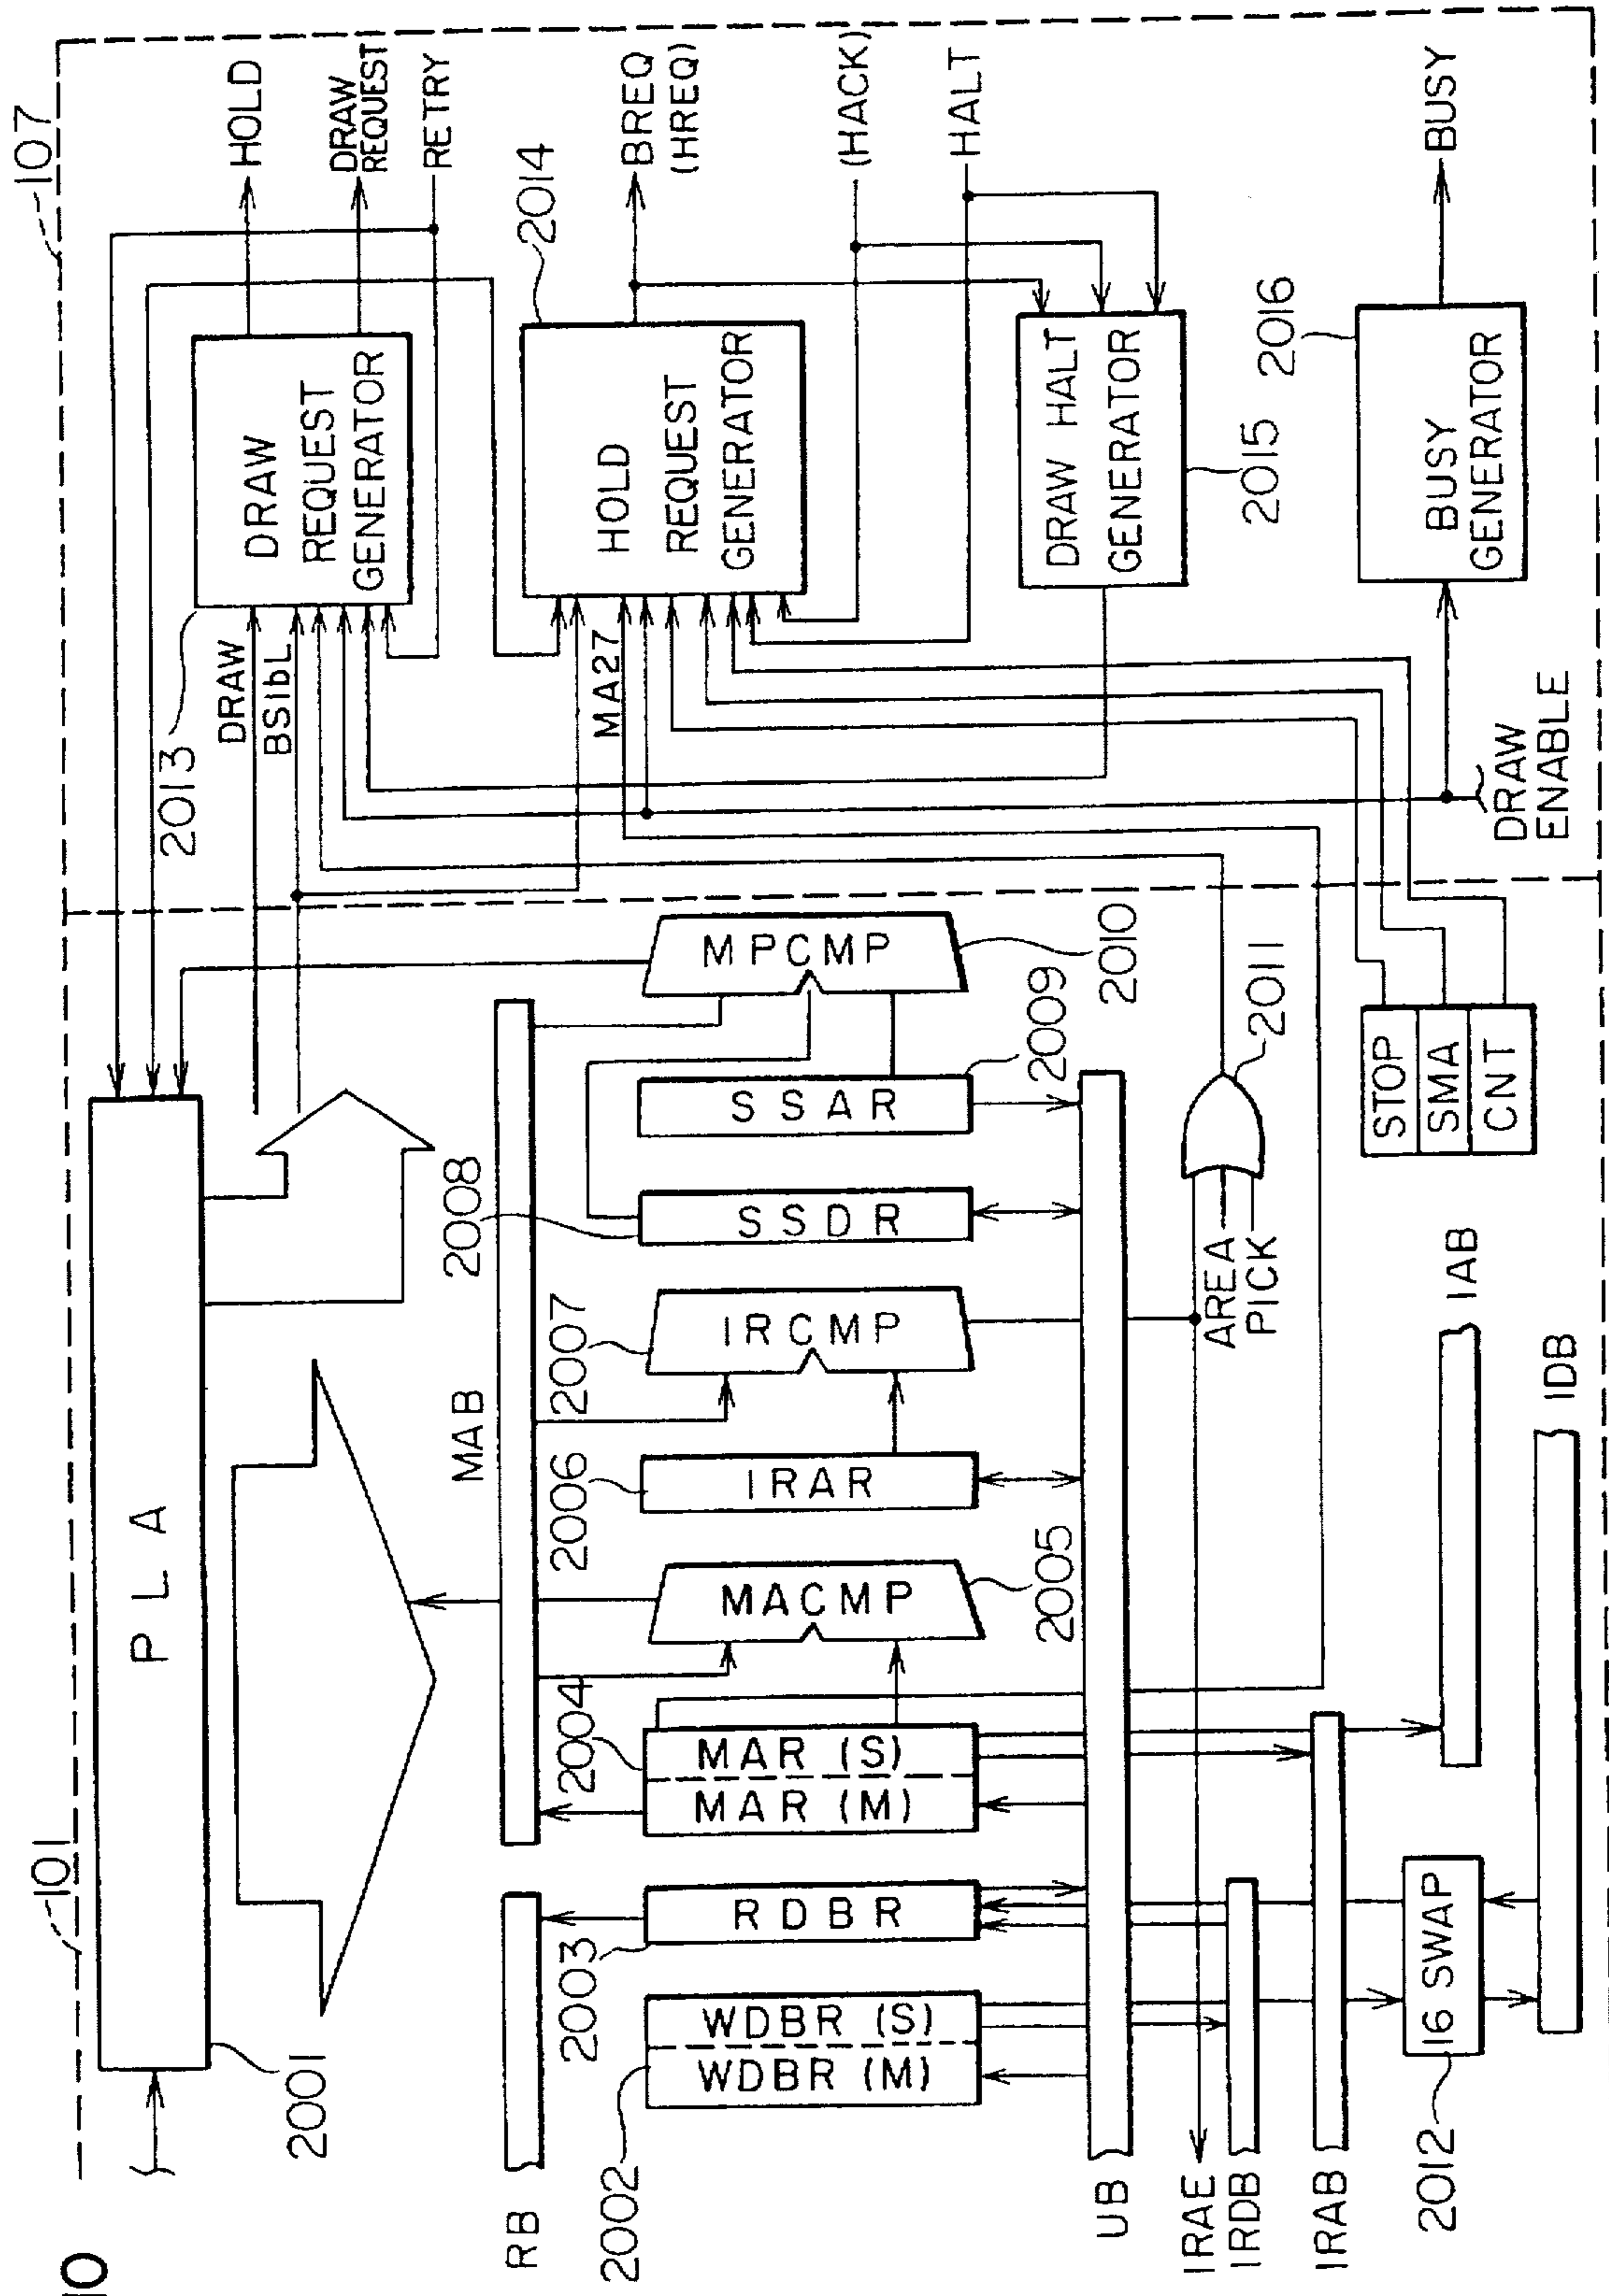 10
101
107
PLA
2001
HOLD
DRAW
REQUEST
RETRY
DRAW
REQUEST
GENERATOR
2013
DRAW
BS1bL
RB
MAB
2014
HOLD
REQUEST
GENERATOR
BREQ
(HREQ)
MA27
(HACK)
HALT
2002
WDBR (S)
WDBR (M)
2003
RDBR
2004
MAR (S)
MAR (M)
MACMP
2005
2006
IRAR
2007
IRCMP
2008
SSDR
SSAR
2009
MPCMP
2010
DRAW HALT
GENERATOR
2015
UB
IRAE
IRDB
IRAB
AREA
PICK
2011
2012
16 SWAP
IAB
IDB
STOP
SMA
CNT
DRAW
ENABLE
2016
BUSY
GENERATOR
BUSY